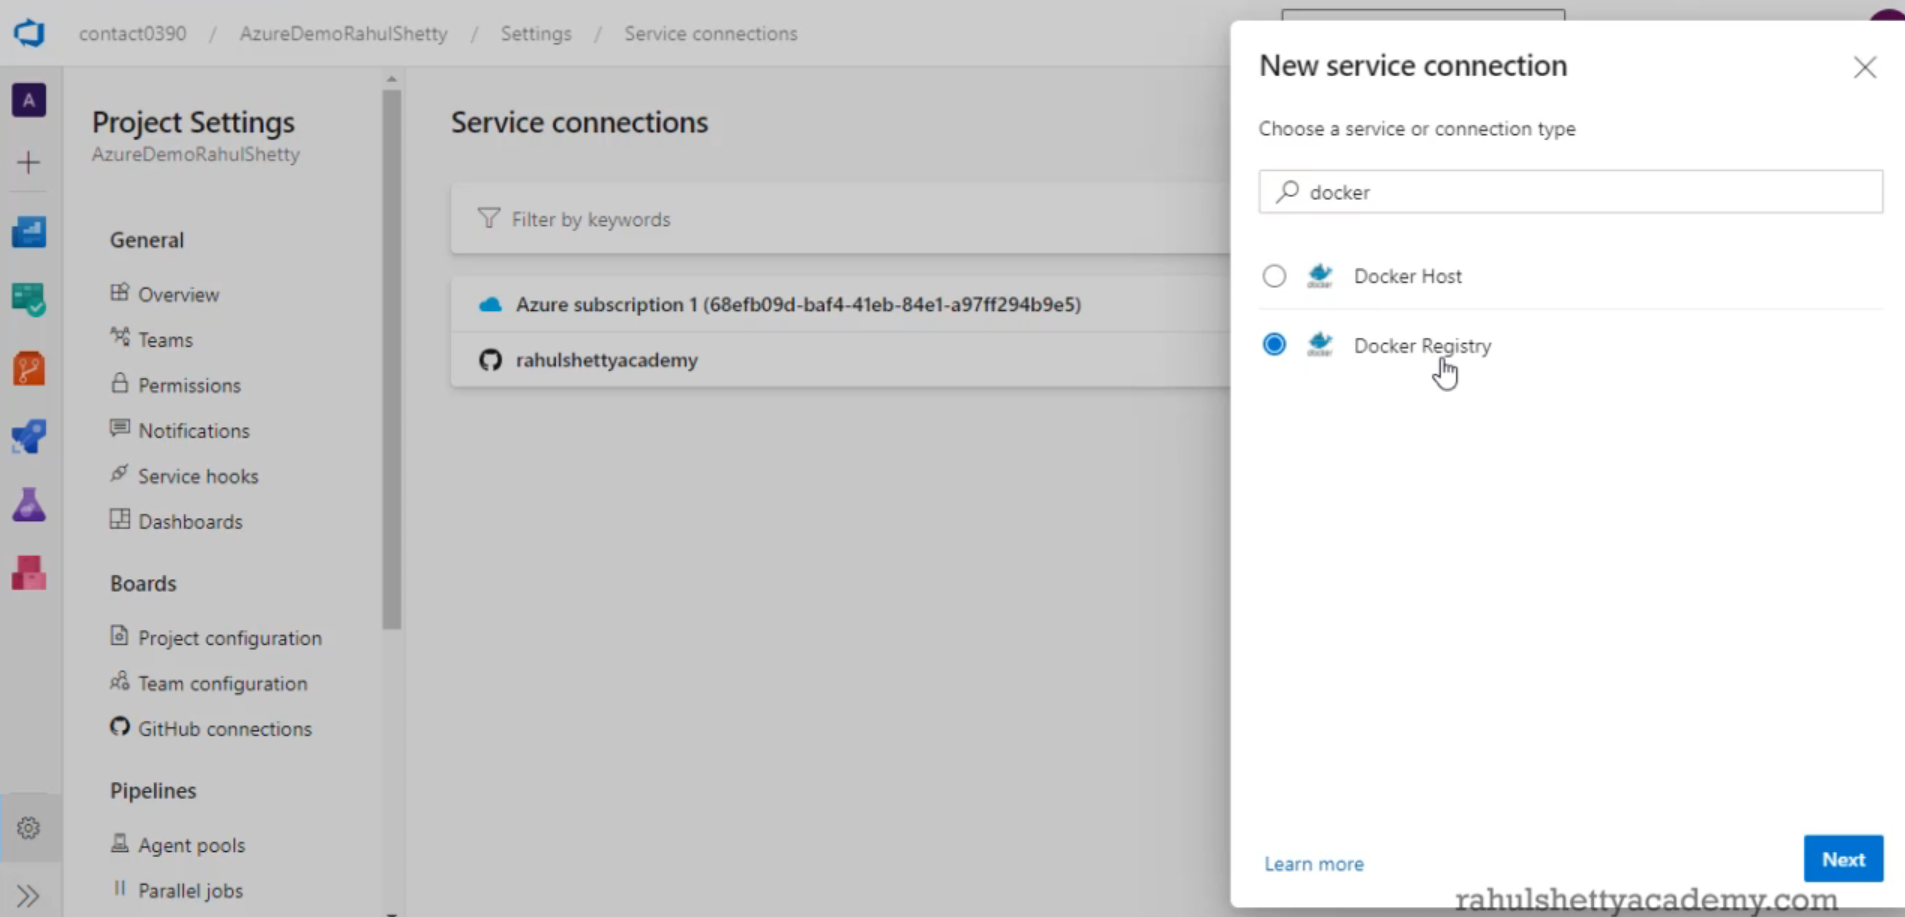 contact0390 / AzureDemoRahulShetty / Settings / Service connections
A
Project Settings
AzureDemoRahulShetty
General
Overview
Teams
Permissions
Notifications
Service hooks
Dashboards
Boards
Project configuration
Team configuration
GitHub connections
Pipelines
Agent pools
Parallel jobs
Service connections
Filter by keywords
Azure subscription 1 (68efb09d-baf4-41eb-84e1-a97ff294b9e5)
rahulshettyacademy
New service connection
Choose a service or connection type
docker
docker Docker Host
docker Docker Registry
Learn more
Next
rahulshettyacademy.com